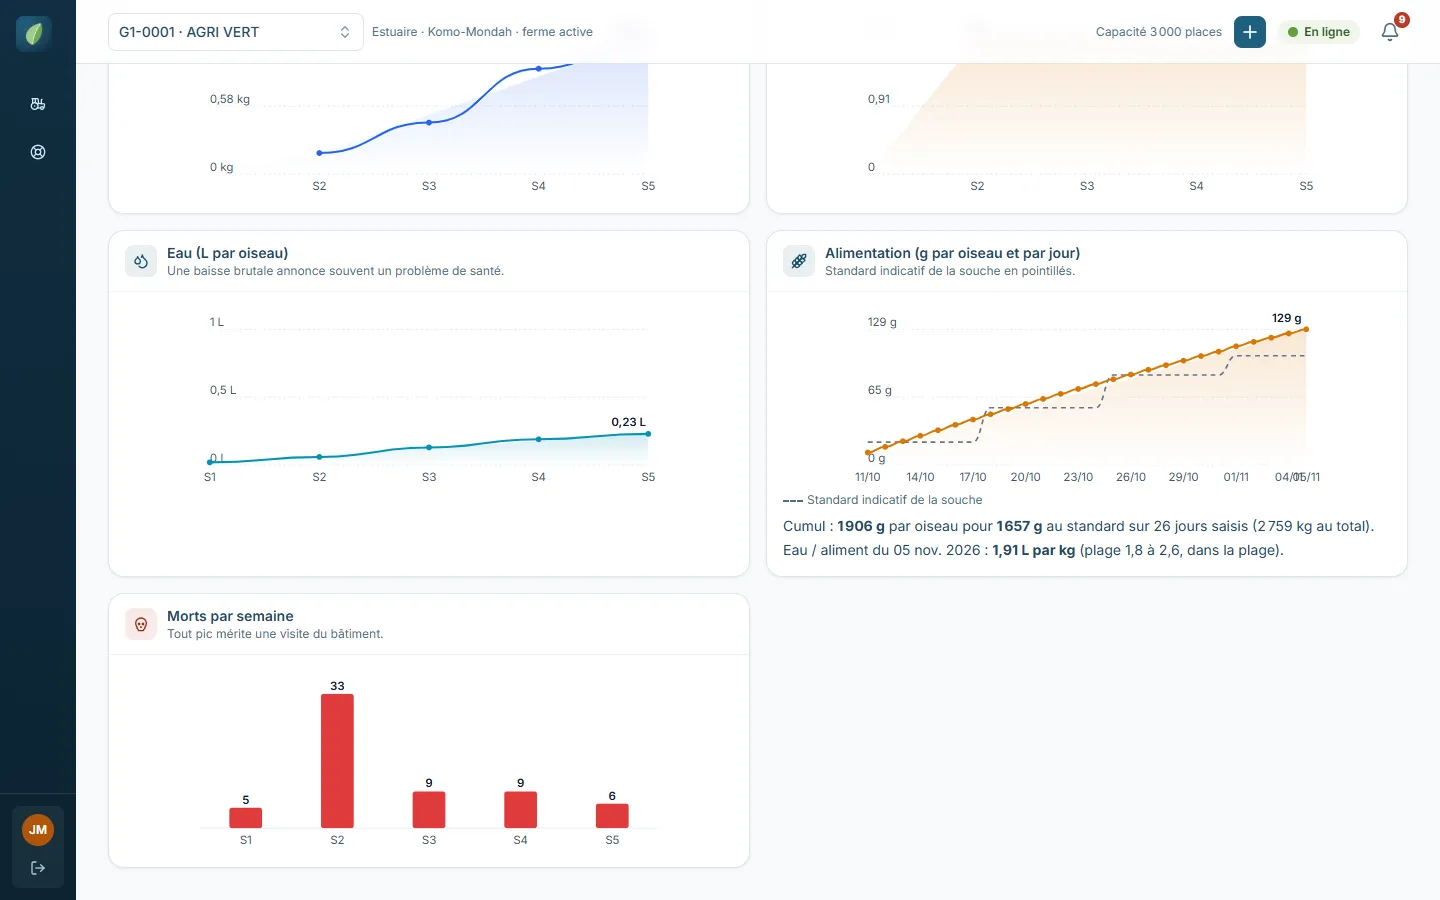 G1-0001 · AGRI VERT
Estuaire · Komo-Mondah · ferme active
Capacité 3 000 places
En ligne
9
0,58 kg
0 kg
S2 S3 S4 S5
0,91
0
S2 S3 S4 S5
Eau (L par oiseau)
Une baisse brutale annonce souvent un problème de santé.
1 L
0,5 L
0,23 L
0 L
S1 S2 S3 S4 S5
Alimentation (g par oiseau et par jour)
Standard indicatif de la souche en pointillés.
129 g
129 g
65 g
0 g
11/10 14/10 17/10 20/10 23/10 26/10 29/10 01/11 04/11 05/11
Standard indicatif de la souche
Cumul : 1 906 g par oiseau pour 1 657 g au standard sur 26 jours saisis (2 759 kg au total).
Eau / aliment du 05 nov. 2026 : 1,91 L par kg (plage 1,8 à 2,6, dans la plage).
Morts par semaine
Tout pic mérite une visite du bâtiment.
5 33 9 9 6
S1 S2 S3 S4 S5
JM